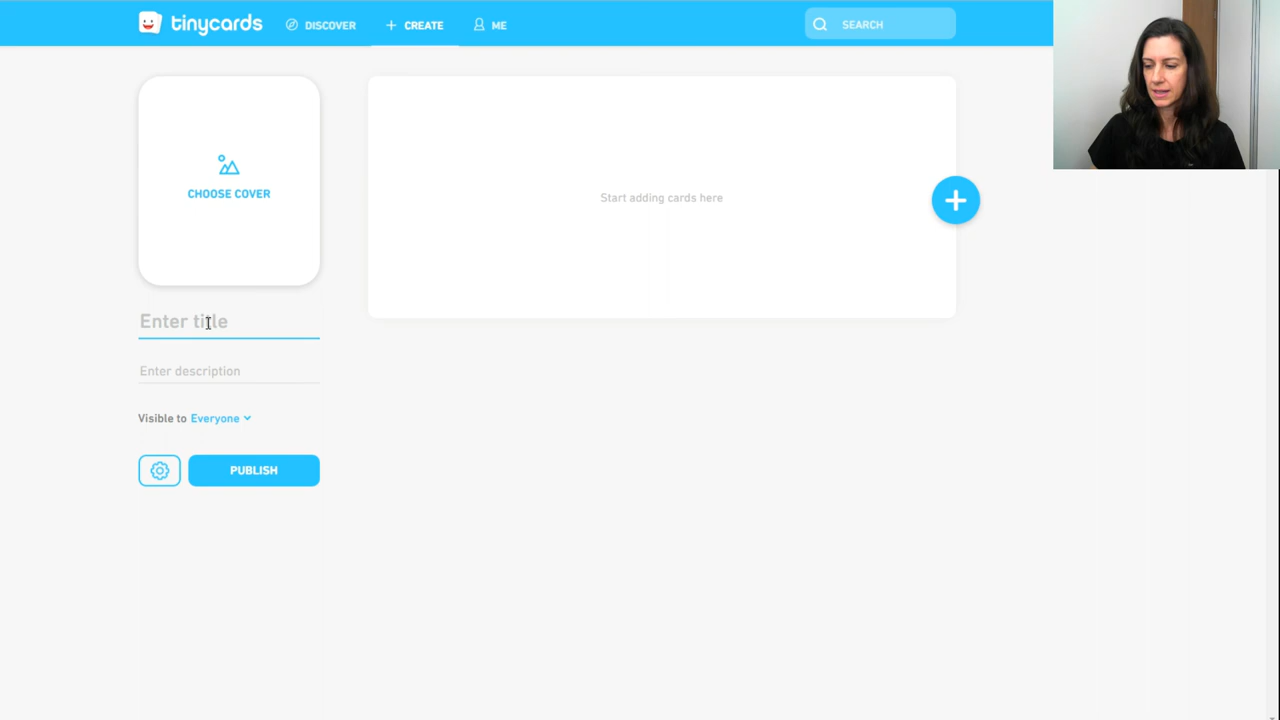 tinycards DISCOVER CREATE ME SEARCH
CHOOSE COVER
Start adding cards here
Enter title
Enter description
Visible to Everyone
PUBLISH